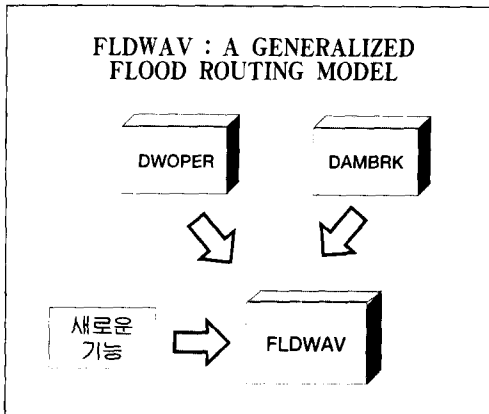 FLDWAV : A GENERALIZED
FLOOD ROUTING MODEL
DWOPER
DAMBRK
새로운
기능
FLDWAV